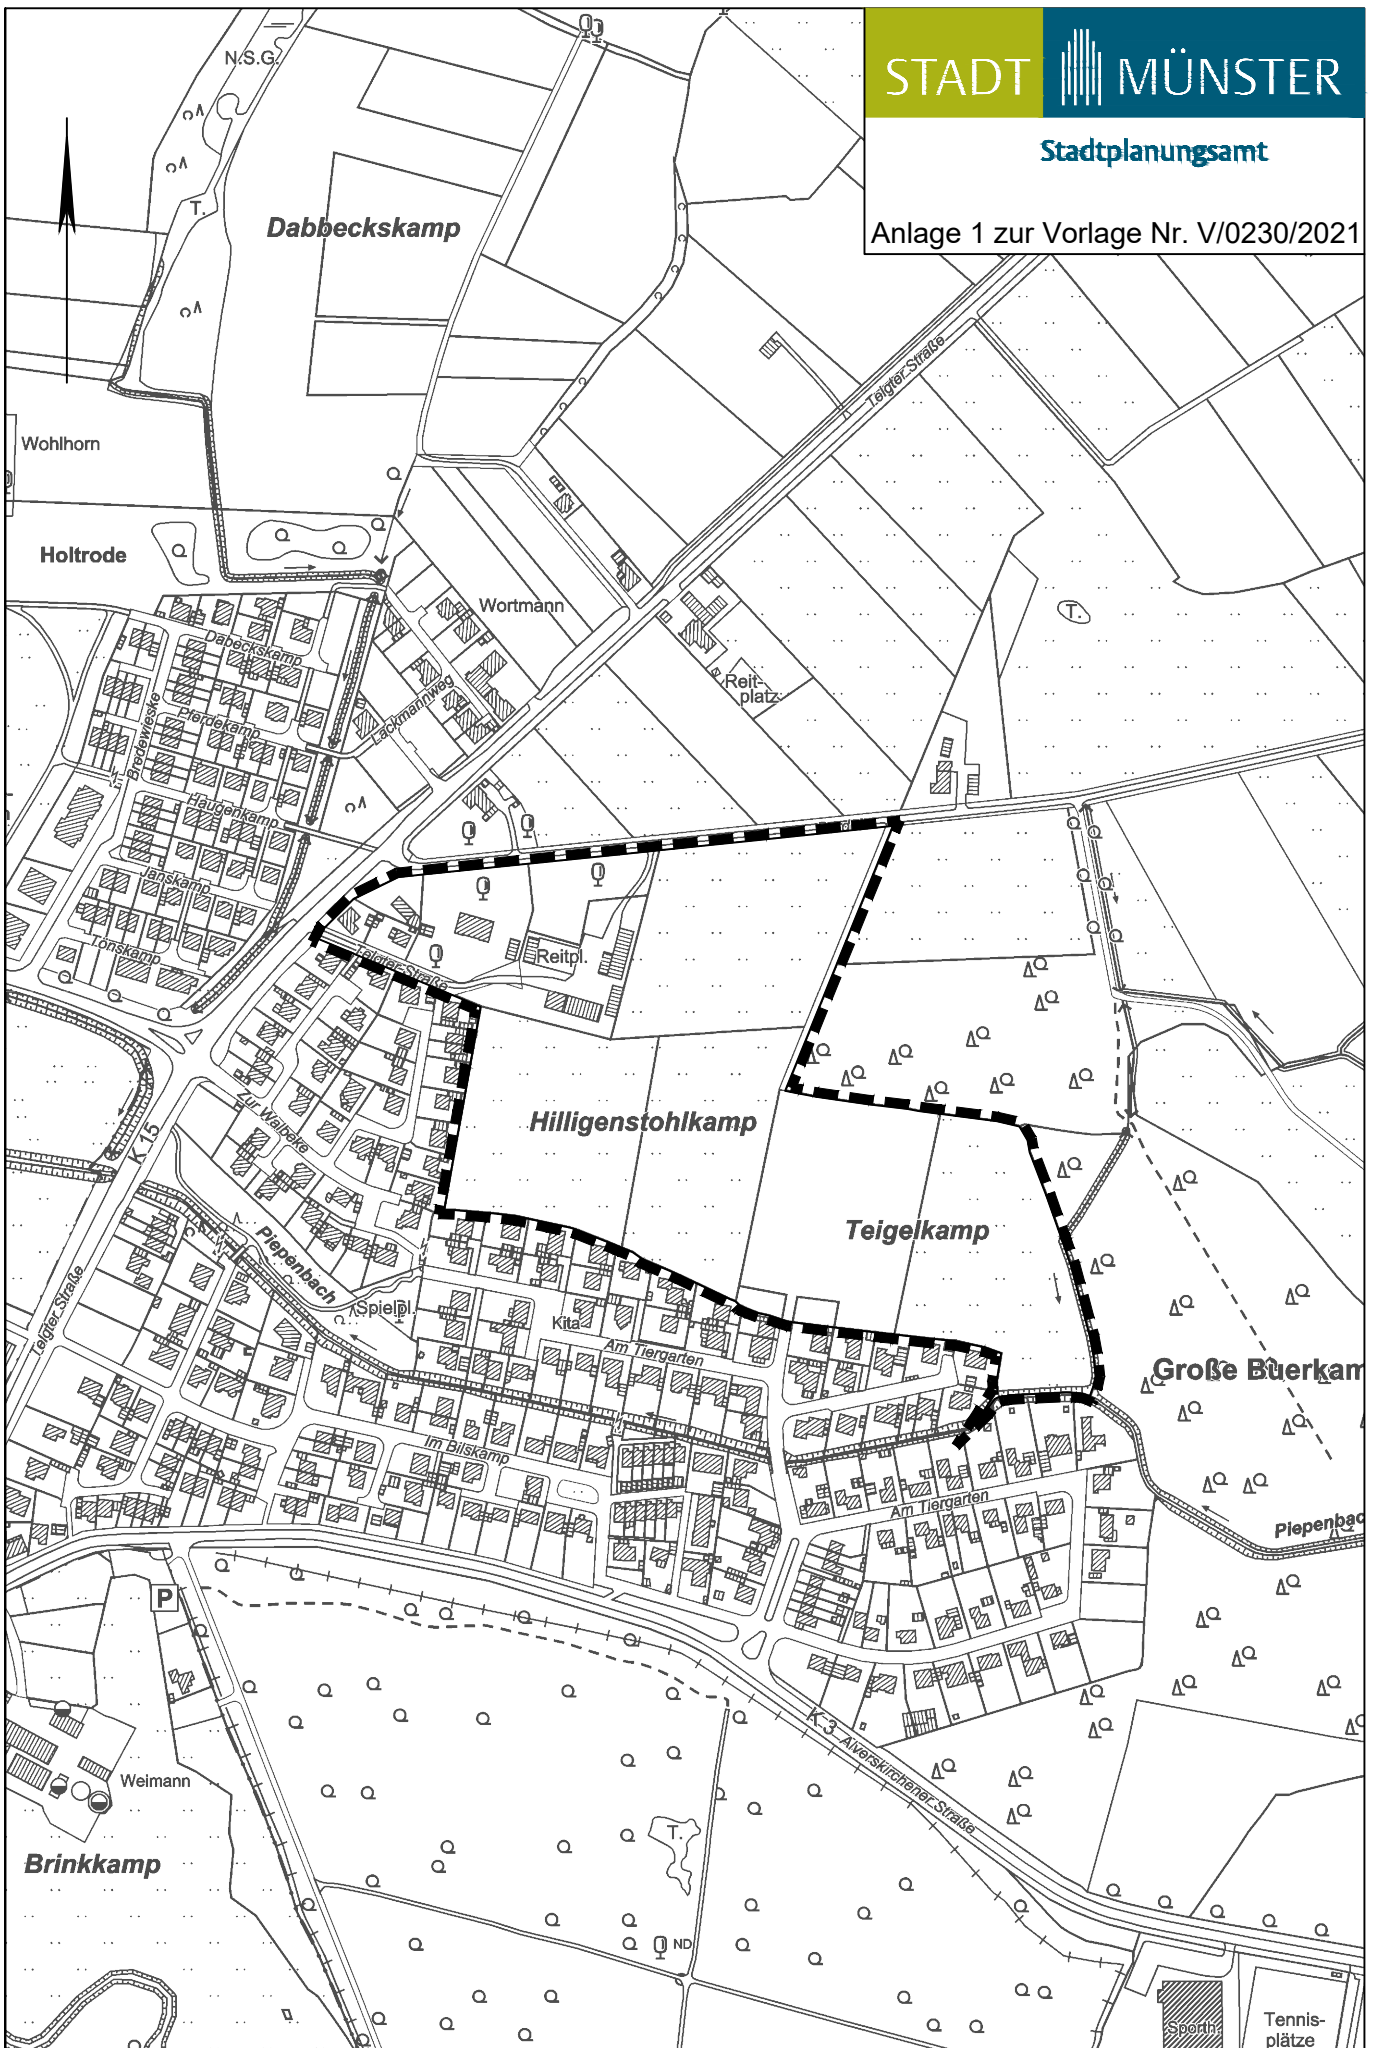 STADT MÜNSTER
Stadtplanungsamt
Anlage 1 zur Vorlage Nr. V/0230/2021
N.S.G.
T.
Dabbeckskamp
Telgter Straße
Wohlhorn
Holtrode
Wortmann
T.
Dabeckskamp
Reit-
platz
Bredewieske
Pferdekamp
Lackmannweg
Haugenkamp
Janskamp
Tönskamp
Reitpl.
Telgter Straße
Zur Walbeke
Hilligenstohlkamp
K 15
Teigelkamp
Piepenbach
Spielpl.
Kita
Telgter Straße
Am Tiergarten
Große Buerkam
Im Bilskamp
Am Tiergarten
Piepenbac
P
K 3
Alverskirchener Straße
Weimann
T.
Brinkkamp
ND
Sporth.
Tennis-
plätze